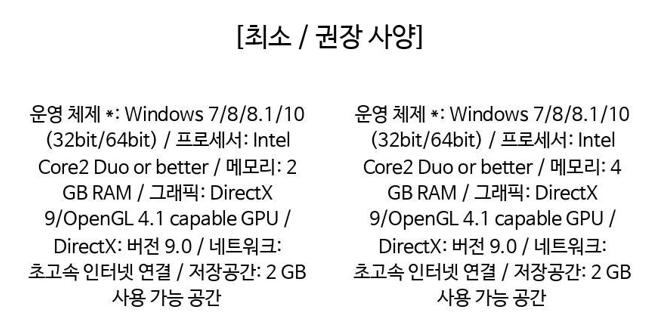 [최소 / 권장 사양]
운영 체제 *: Windows 7/8/8.1/10
(32bit/64bit) / 프로세서: Intel
Core2 Duo or better / 메모리: 2
GB RAM / 그래픽: DirectX
9/OpenGL 4.1 capable GPU /
DirectX: 버전 9.0 / 네트워크:
초고속 인터넷 연결 / 저장공간: 2 GB
사용 가능 공간
운영 체제 *: Windows 7/8/8.1/10
(32bit/64bit) / 프로세서: Intel
Core2 Duo or better / 메모리: 4
GB RAM / 그래픽: DirectX
9/OpenGL 4.1 capable GPU /
DirectX: 버전 9.0 / 네트워크:
초고속 인터넷 연결 / 저장공간: 2 GB
사용 가능 공간